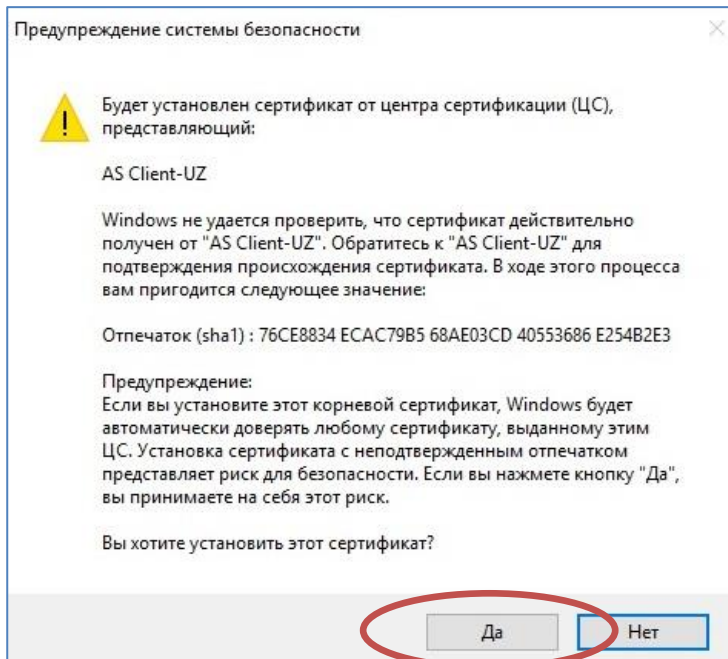 Предупреждение системы безопасности
Будет установлен сертификат от центра сертификации (ЦС),
представляющий:
AS Client-UZ
Windows не удается проверить, что сертификат действительно
получен от "AS Client-UZ". Обратитесь к "AS Client-UZ" для
подтверждения происхождения сертификата. В ходе этого процесса
вам пригодится следующее значение:
Отпечаток (sha1) : 76CE8834 ECAC79B5 68AE03CD 40553686 E254B2E3
Предупреждение:
Если вы установите этот корневой сертификат, Windows будет
автоматически доверять любому сертификату, выданному этим
ЦС. Установка сертификата с неподтвержденным отпечатком
представляет риск для безопасности. Если вы нажмете кнопку "Да",
вы принимаете на себя этот риск.
Вы хотите установить этот сертификат?
Да Нет